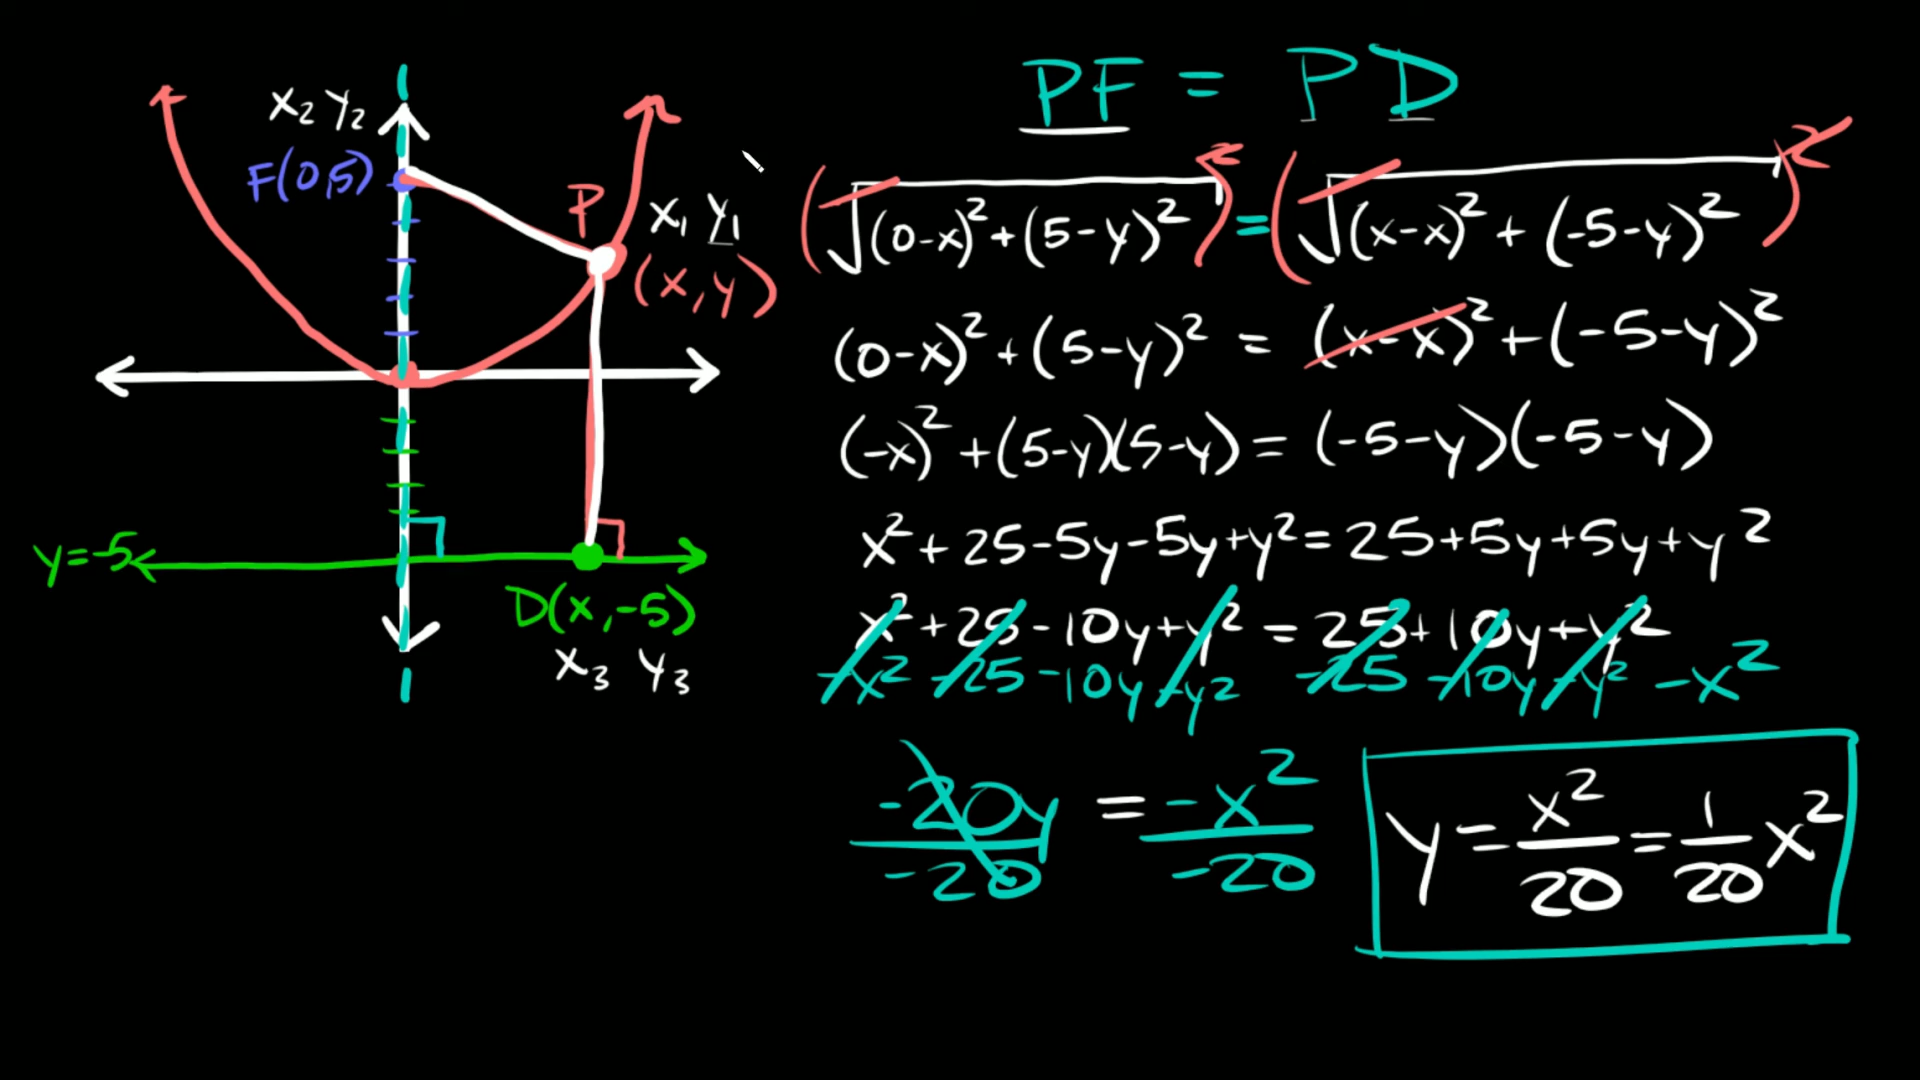 x₂ y₂
F(0,5)
P
x₁ y₁
(x,y)
y=-5
D(x,-5)
x₃ y₃
PF = PD
(√(0-x)²+(5-y)²)² = (√(x-x)²+(-5-y)²)²
(0-x)²+(5-y)² = (x-x)²+(-5-y)²
(-x)²+(5-y)(5-y) = (-5-y)(-5-y)
x²+25-5y-5y+y²=25+5y+5y+y²
x²+25-10y+y² = 25+10y+y²
-x²-25-10y-y² -25-10y-y²-x²
-20y/-20 = -x²/-20
y=x²/20=1/20x²